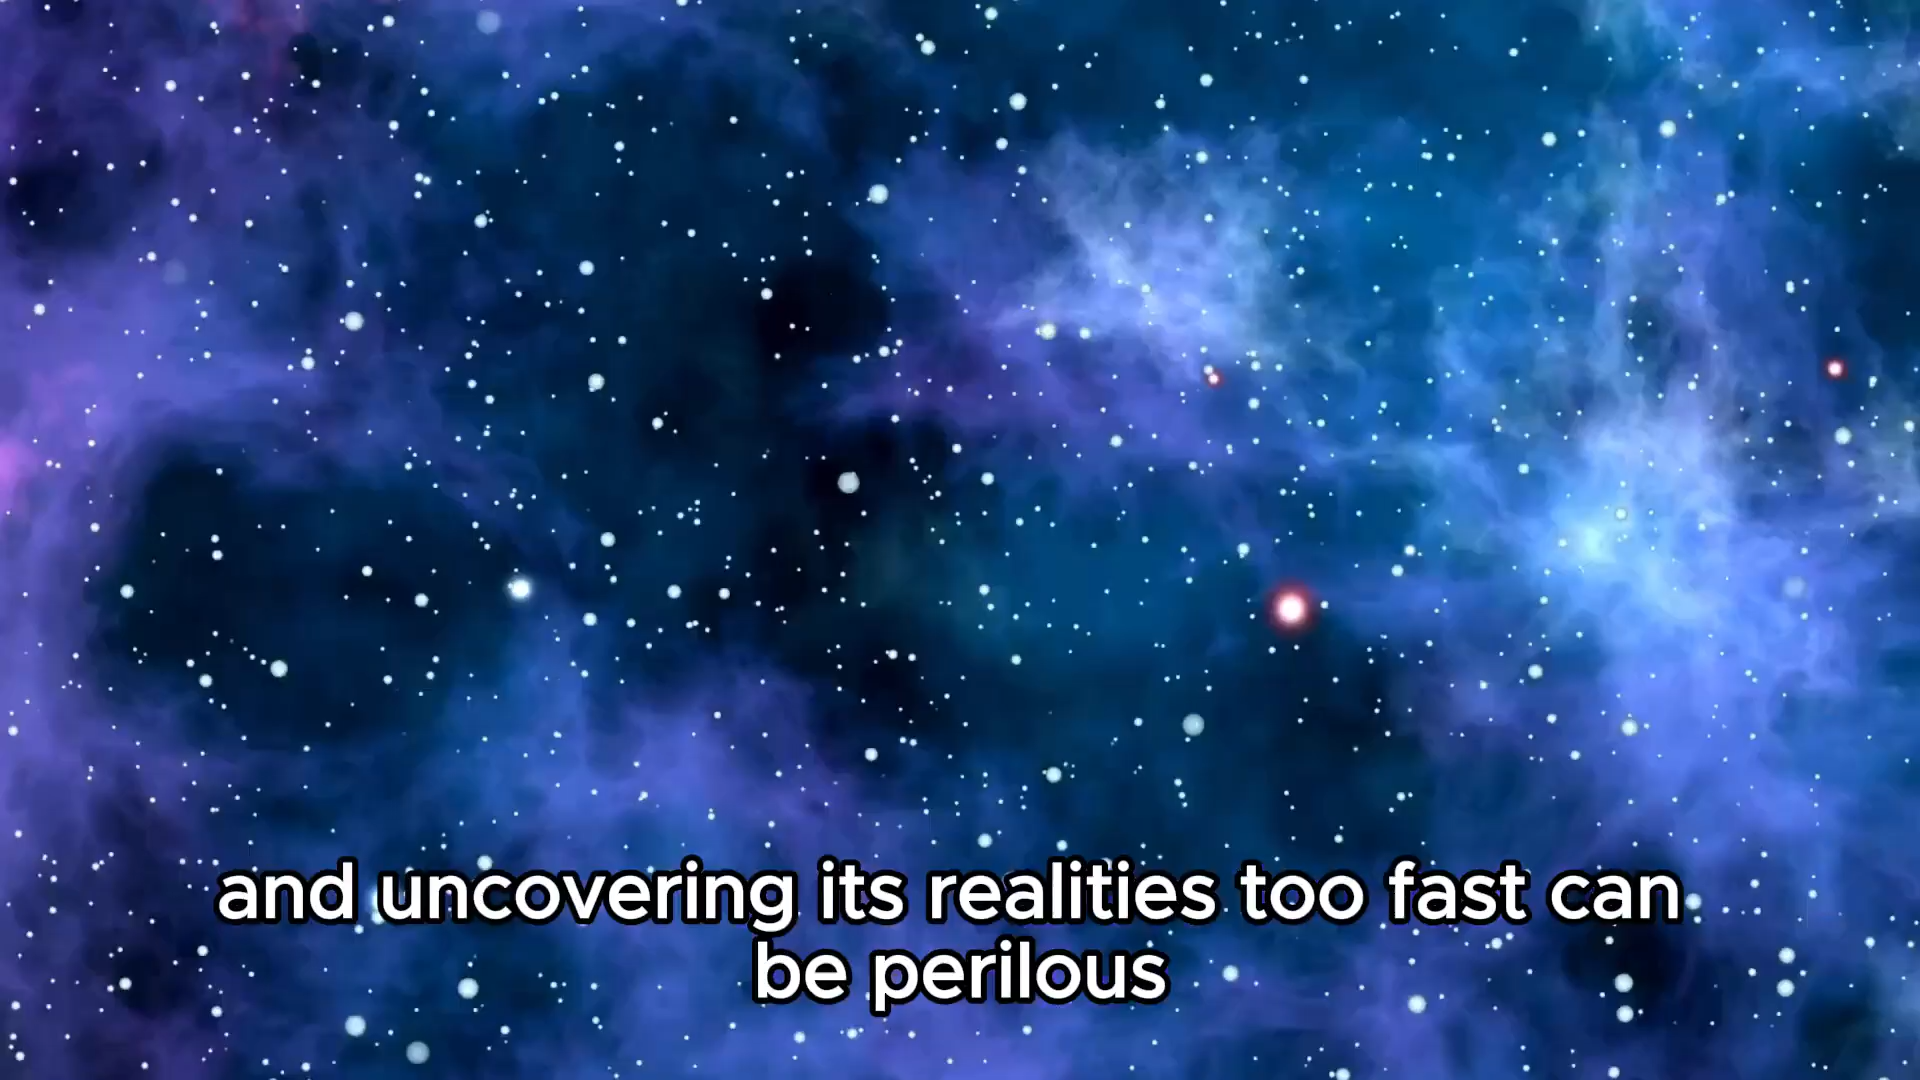 and uncovering its realities too fast can
be perilous